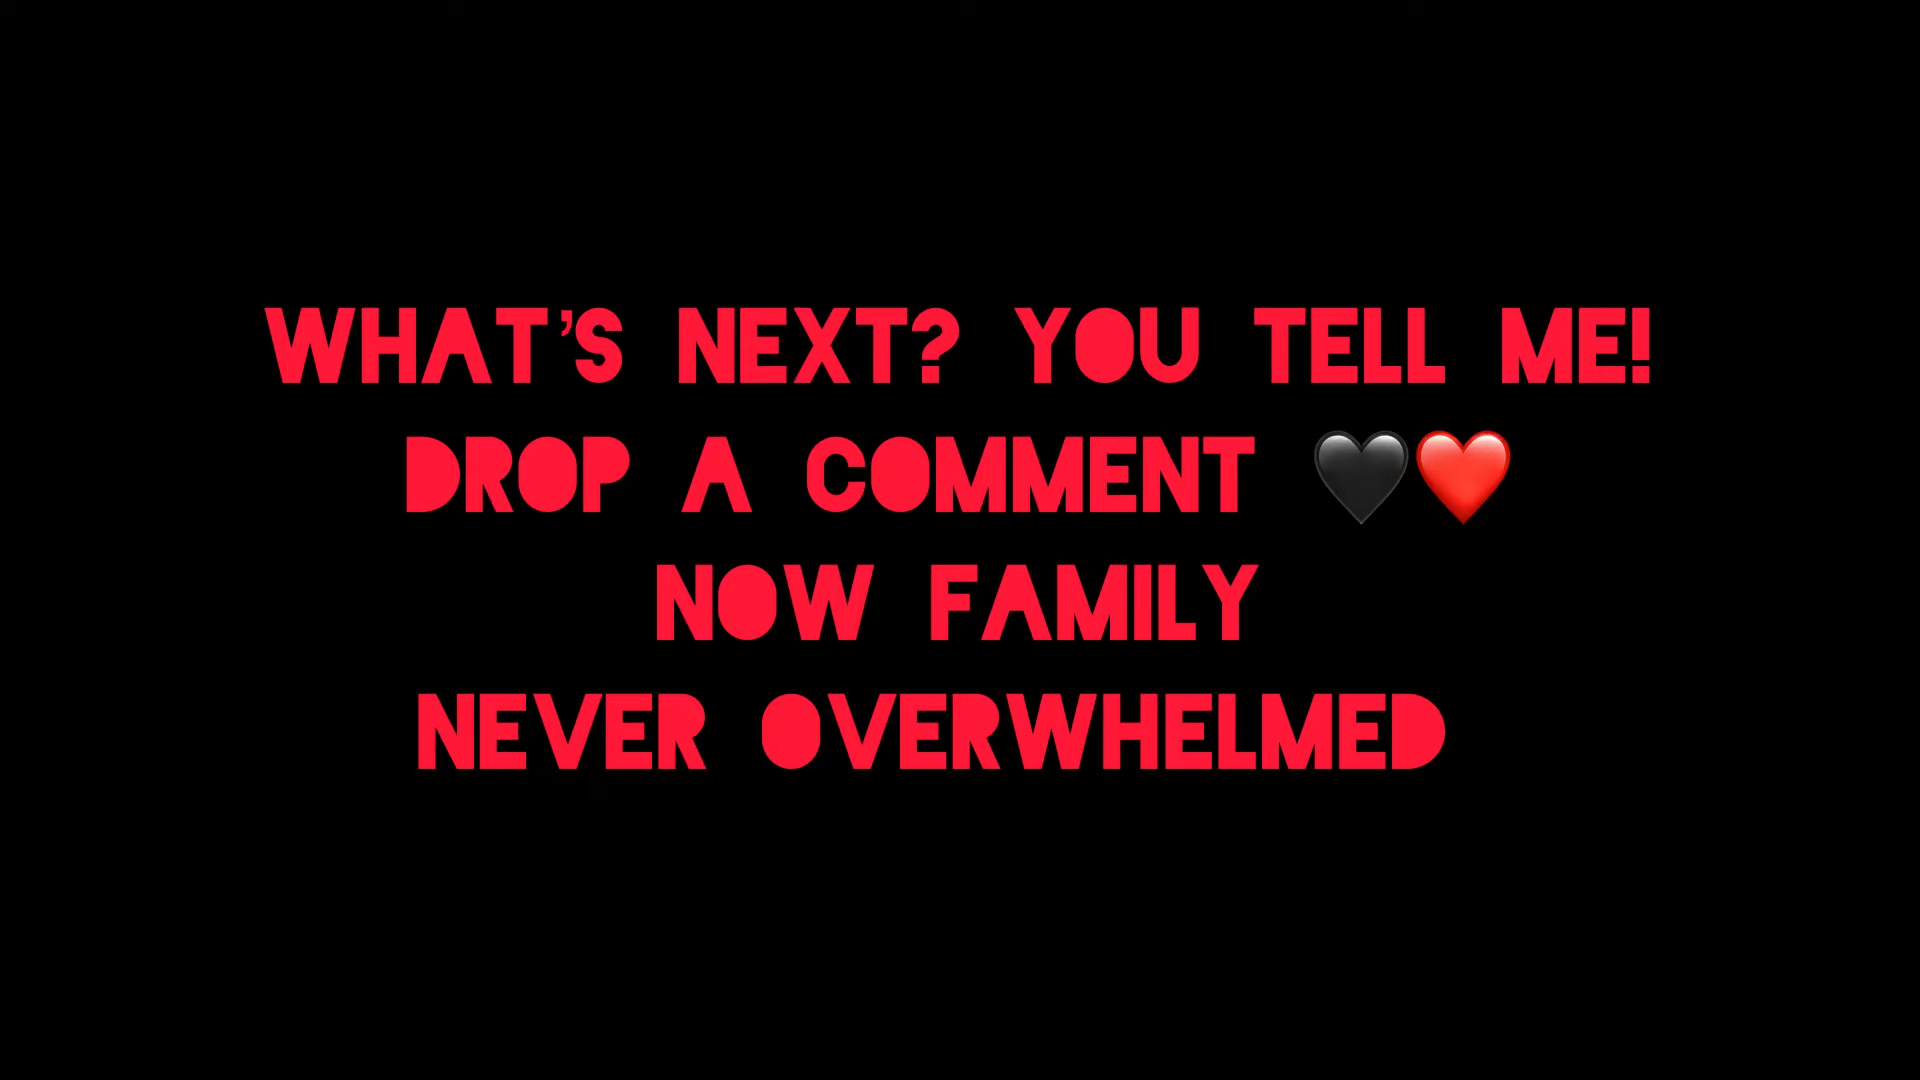 WHAT’S NEXT? YOU TELL ME!
DROP A COMMENT 🖤❤️
NOW FAMILY
NEVER OVERWHELMED